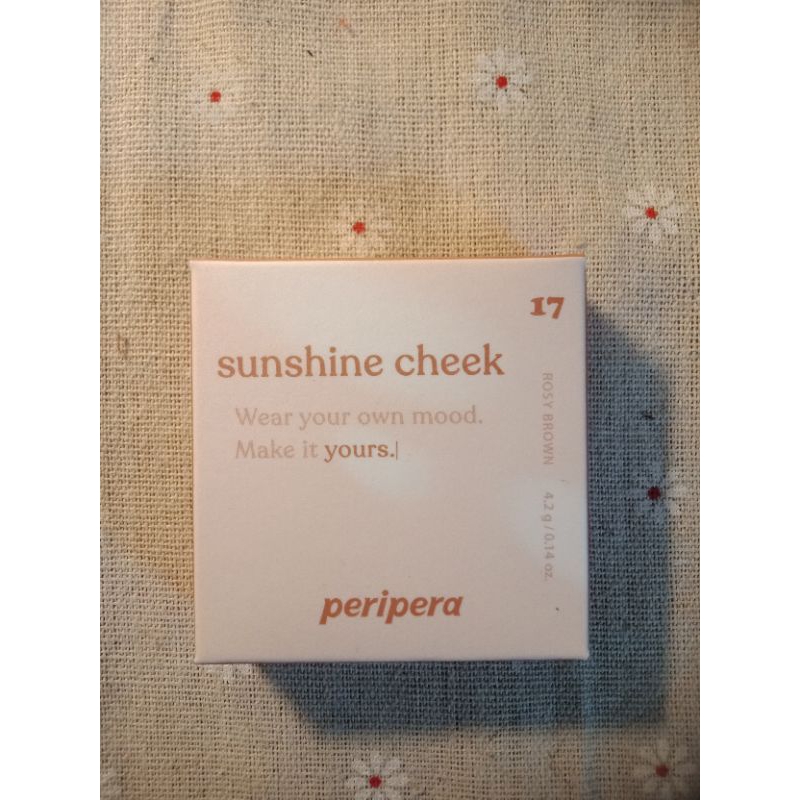 17
sunshine cheek
Wear your own mood.
Make it yours.|
ROSY BROWN 4.2 g / 0.14 oz.
peripera